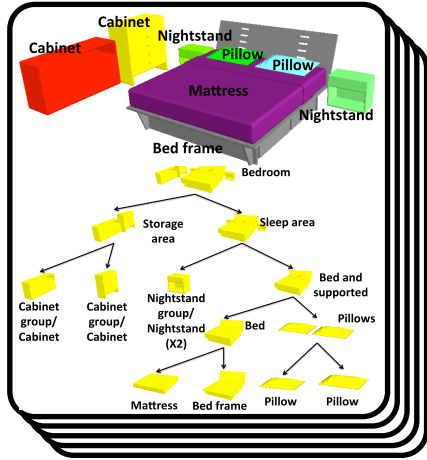 Cabinet
Cabinet
Nightstand
Pillow
Pillow
Mattress
Nightstand
Bed frame
Bedroom
Storage
area
Sleep area
Cabinet
group/
Cabinet
Cabinet
group/
Cabinet
Nightstand
group/
Nightstand
(X2)
Bed and
supported
Bed
Pillows
Mattress
Bed frame
Pillow
Pillow